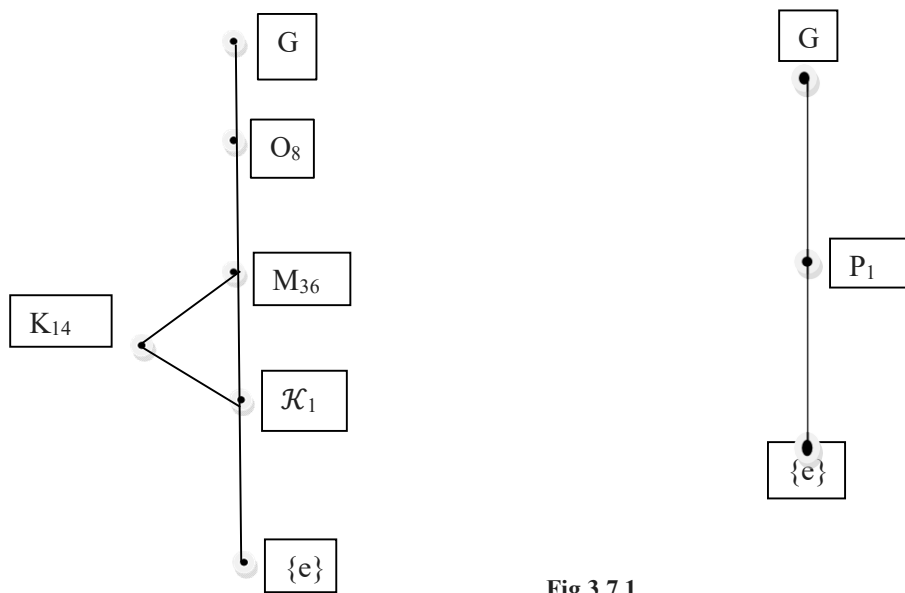 G
O₈
M₃₆
K₁₄
𝒦₁
{e}
G
P₁
{e}
Fig 3.7.1